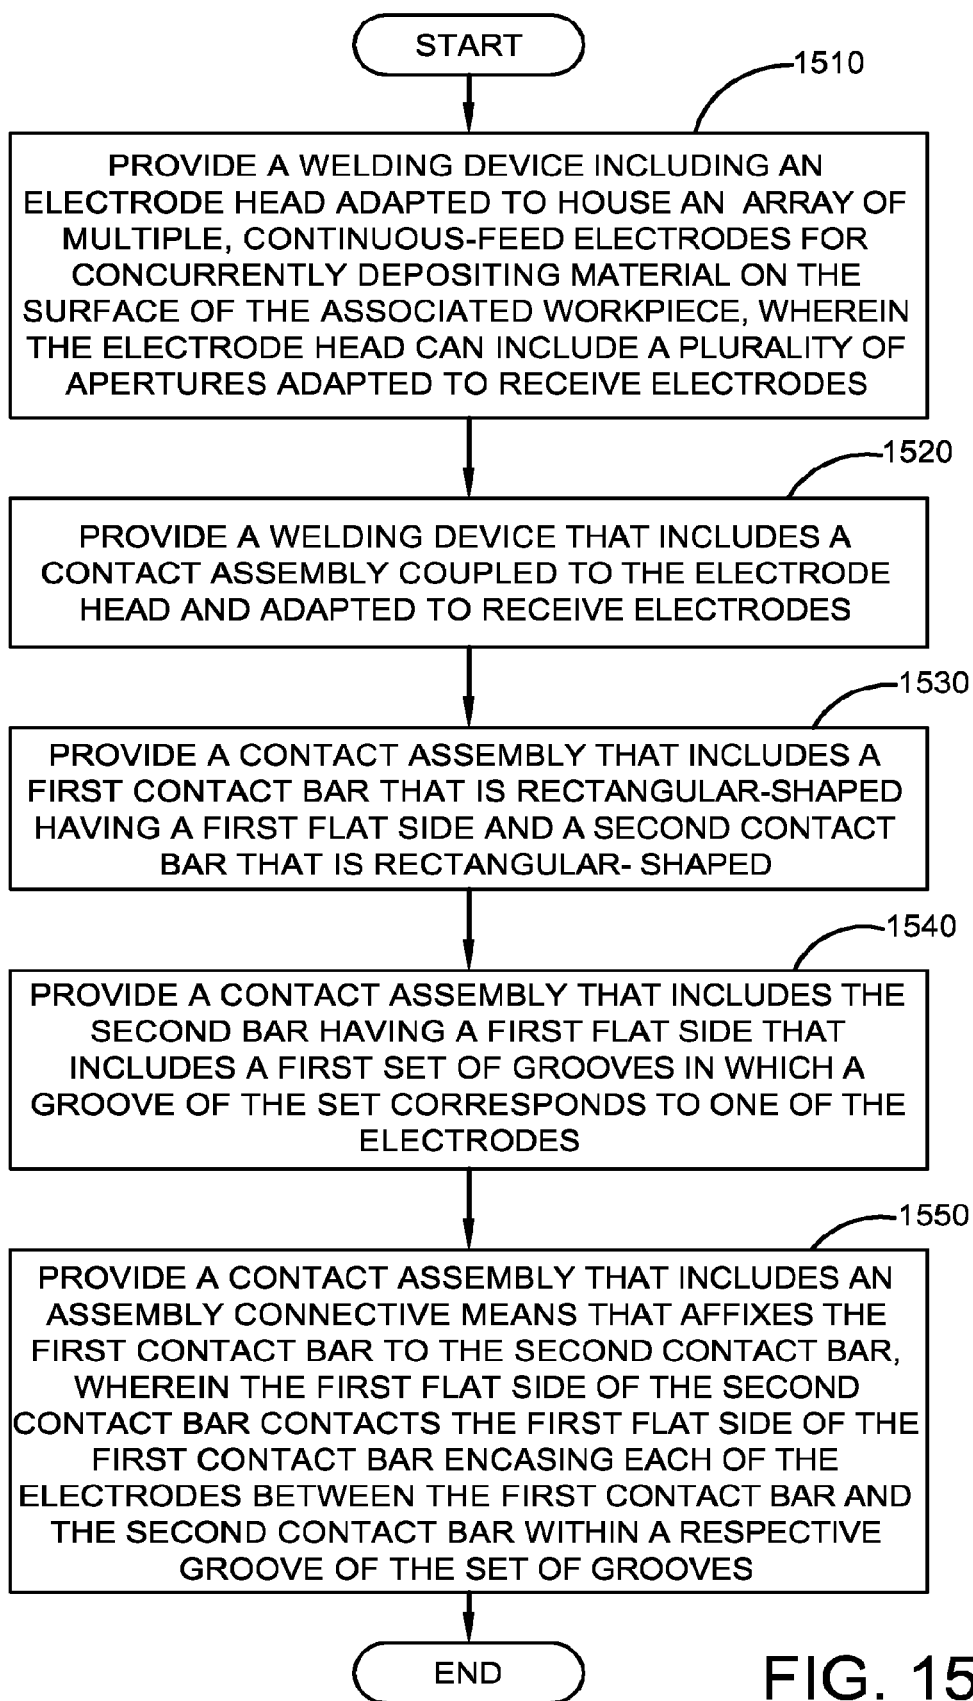 START
1510
PROVIDE A WELDING DEVICE INCLUDING AN
ELECTRODE HEAD ADAPTED TO HOUSE AN ARRAY OF
MULTIPLE, CONTINUOUS-FEED ELECTRODES FOR
CONCURRENTLY DEPOSITING MATERIAL ON THE
SURFACE OF THE ASSOCIATED WORKPIECE, WHEREIN
THE ELECTRODE HEAD CAN INCLUDE A PLURALITY OF
APERTURES ADAPTED TO RECEIVE ELECTRODES
1520
PROVIDE A WELDING DEVICE THAT INCLUDES A
CONTACT ASSEMBLY COUPLED TO THE ELECTRODE
HEAD AND ADAPTED TO RECEIVE ELECTRODES
1530
PROVIDE A CONTACT ASSEMBLY THAT INCLUDES A
FIRST CONTACT BAR THAT IS RECTANGULAR-SHAPED
HAVING A FIRST FLAT SIDE AND A SECOND CONTACT
BAR THAT IS RECTANGULAR- SHAPED
1540
PROVIDE A CONTACT ASSEMBLY THAT INCLUDES THE
SECOND BAR HAVING A FIRST FLAT SIDE THAT
INCLUDES A FIRST SET OF GROOVES IN WHICH A
GROOVE OF THE SET CORRESPONDS TO ONE OF THE
ELECTRODES
1550
PROVIDE A CONTACT ASSEMBLY THAT INCLUDES AN
ASSEMBLY CONNECTIVE MEANS THAT AFFIXES THE
FIRST CONTACT BAR TO THE SECOND CONTACT BAR,
WHEREIN THE FIRST FLAT SIDE OF THE SECOND
CONTACT BAR CONTACTS THE FIRST FLAT SIDE OF THE
FIRST CONTACT BAR ENCASING EACH OF THE
ELECTRODES BETWEEN THE FIRST CONTACT BAR AND
THE SECOND CONTACT BAR WITHIN A RESPECTIVE
GROOVE OF THE SET OF GROOVES
END
FIG. 15